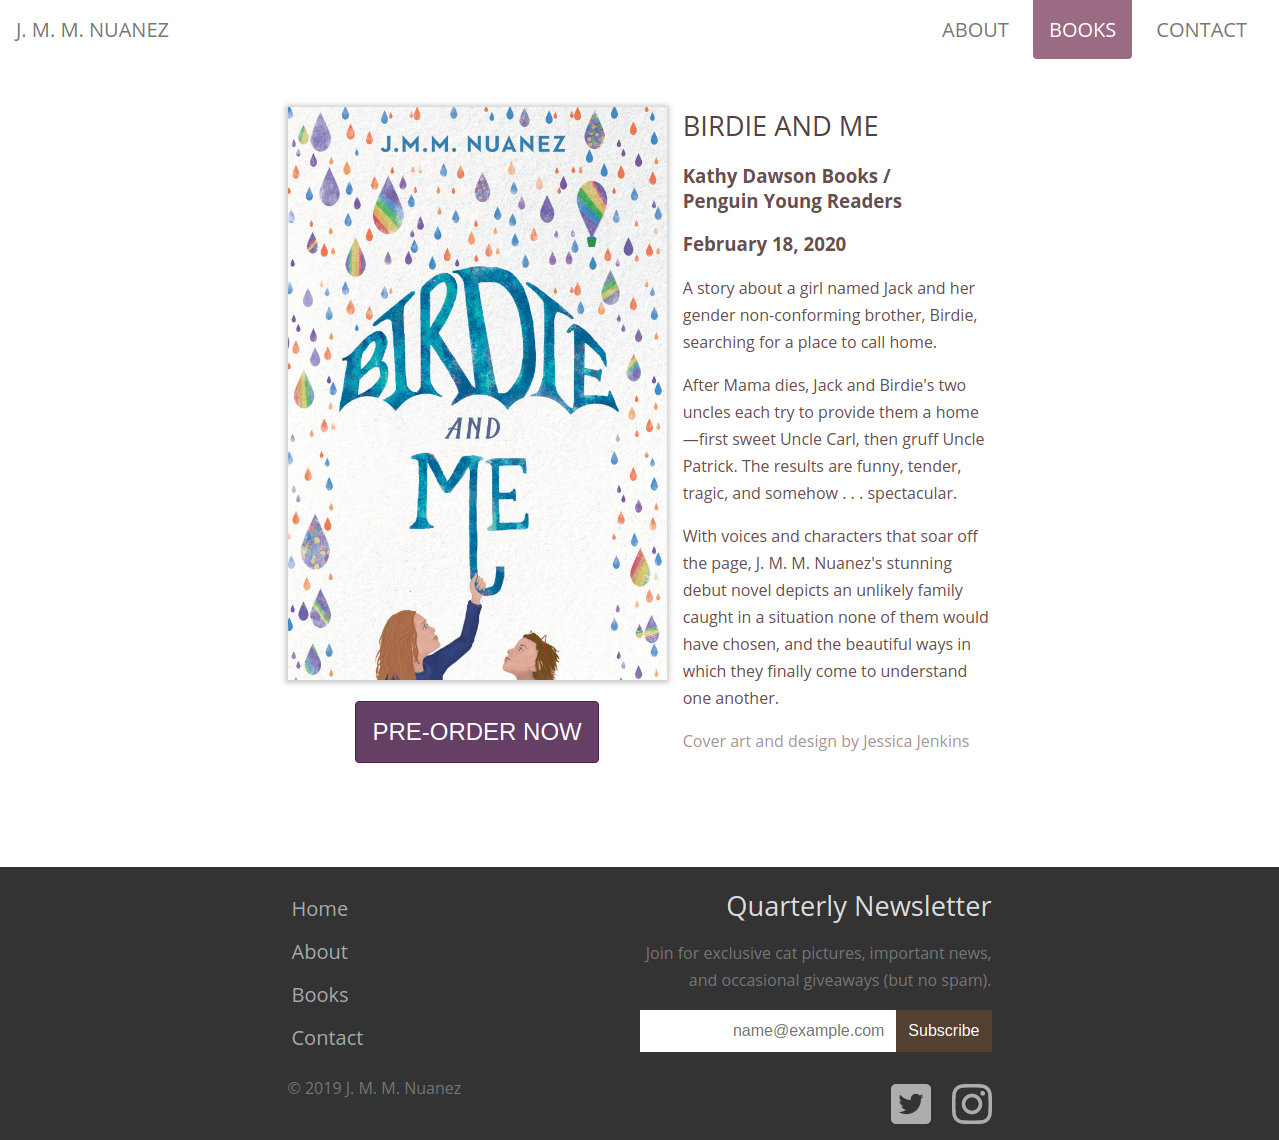 J. M. M. NUANEZ
ABOUT
BOOKS
CONTACT
J.M.M. NUANEZ
BIRDIE
AND
ME
PRE-ORDER NOW
BIRDIE AND ME
Kathy Dawson Books /
Penguin Young Readers
February 18, 2020
A story about a girl named Jack and her
gender non-conforming brother, Birdie,
searching for a place to call home.
After Mama dies, Jack and Birdie's two
uncles each try to provide them a home
—first sweet Uncle Carl, then gruff Uncle
Patrick. The results are funny, tender,
tragic, and somehow . . . spectacular.
With voices and characters that soar off
the page, J. M. M. Nuanez's stunning
debut novel depicts an unlikely family
caught in a situation none of them would
have chosen, and the beautiful ways in
which they finally come to understand
one another.
Cover art and design by Jessica Jenkins
Home
About
Books
Contact
© 2019 J. M. M. Nuanez
Quarterly Newsletter
Join for exclusive cat pictures, important news,
and occasional giveaways (but no spam).
name@example.com
Subscribe